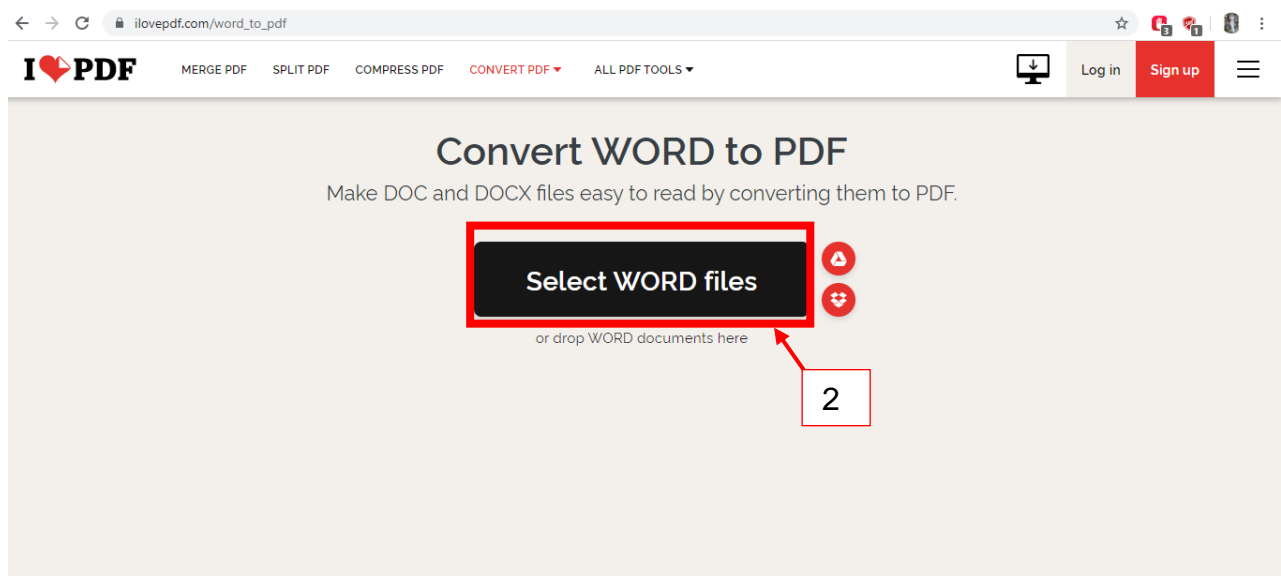 ilovepdf.com/word_to_pdf
3 1
I PDF MERGE PDF SPLIT PDF COMPRESS PDF CONVERT PDF ALL PDF TOOLS Log in Sign up
Convert WORD to PDF
Make DOC and DOCX files easy to read by converting them to PDF.
Select WORD files
or drop WORD documents here
2